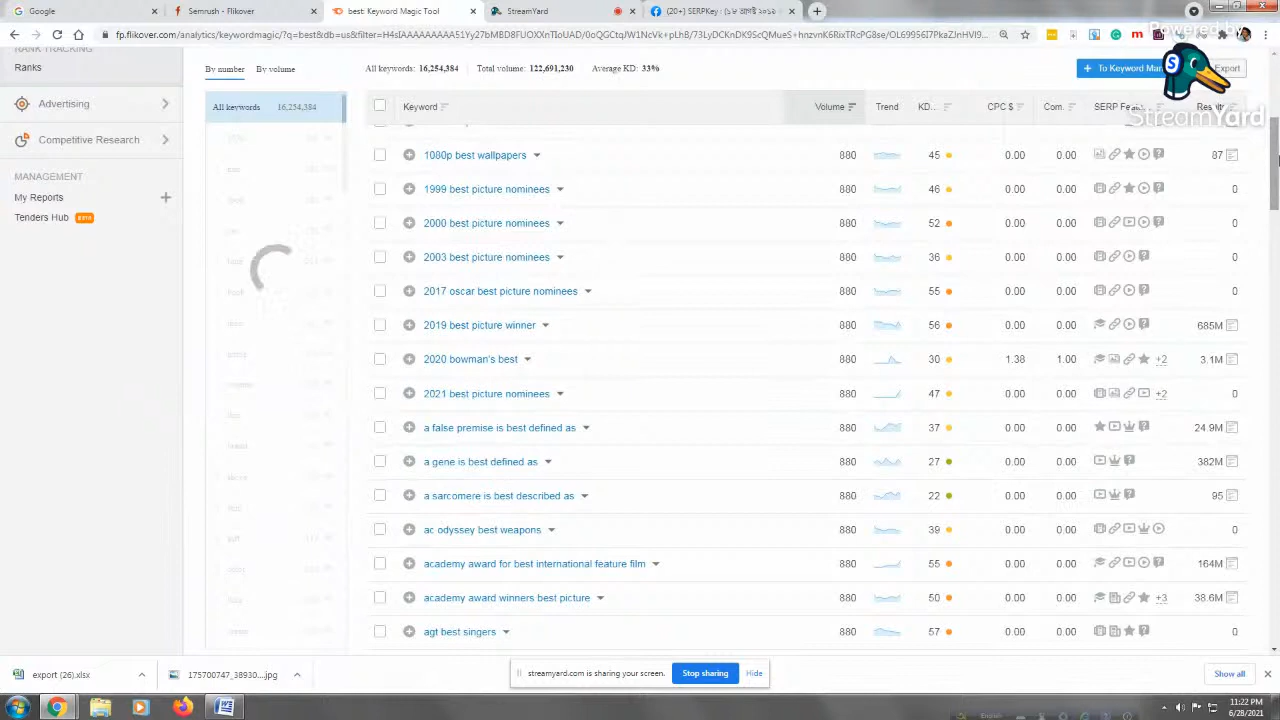 Google
Semrush - Flikover
best Keyword Magic Tool
StreamYard
Powered by
fp.flikover.com/analytics/keywordmagic/
StreamYard
RANK TRACKING
Ranks
Advertising
Competitive Research
MANAGEMENT
My Reports
Tenders Hub BETA
By number By volume
All keywords: 16,254,384 Total volume: 122,691,230 Average KD: 33%
To Keyword Export
All keywords 16,254,384
Keyword Volume Trend KD... CPC $ Com. SERP Results
1080p best wallpapers 880 45 0.00 0.00 87
1999 best picture nominees 880 46 0.00 0.00 0
2000 best picture nominees 880 52 0.00 0.00 0
2003 best picture nominees 880 36 0.00 0.00 0
2017 oscar best picture nominees 880 55 0.00 0.00 0
2019 best picture winner 880 56 0.00 0.00 685M
2020 bowman's best 880 30 1.38 1.00 +2 3.1M
2021 best picture nominees 880 47 0.00 0.00 +2 0
a false premise is best defined as 880 37 0.00 0.00 24.9M
a gene is best defined as 880 27 0.00 0.00 382M
a sarcomere is best described as 880 22 0.00 0.00 95
ac odyssey best weapons 880 39 0.00 0.00 0
academy award for best international feature film 880 55 0.00 0.00 164M
academy award winners best picture 880 50 0.00 0.00 +3 38.6M
agt best singers 880 57 0.00 0.00 0
export (26).xlsx
175700747_38930...jpg
streamyard.com is sharing your screen. Stop sharing Hide
Show all
English
11:22 PM
6/28/2021